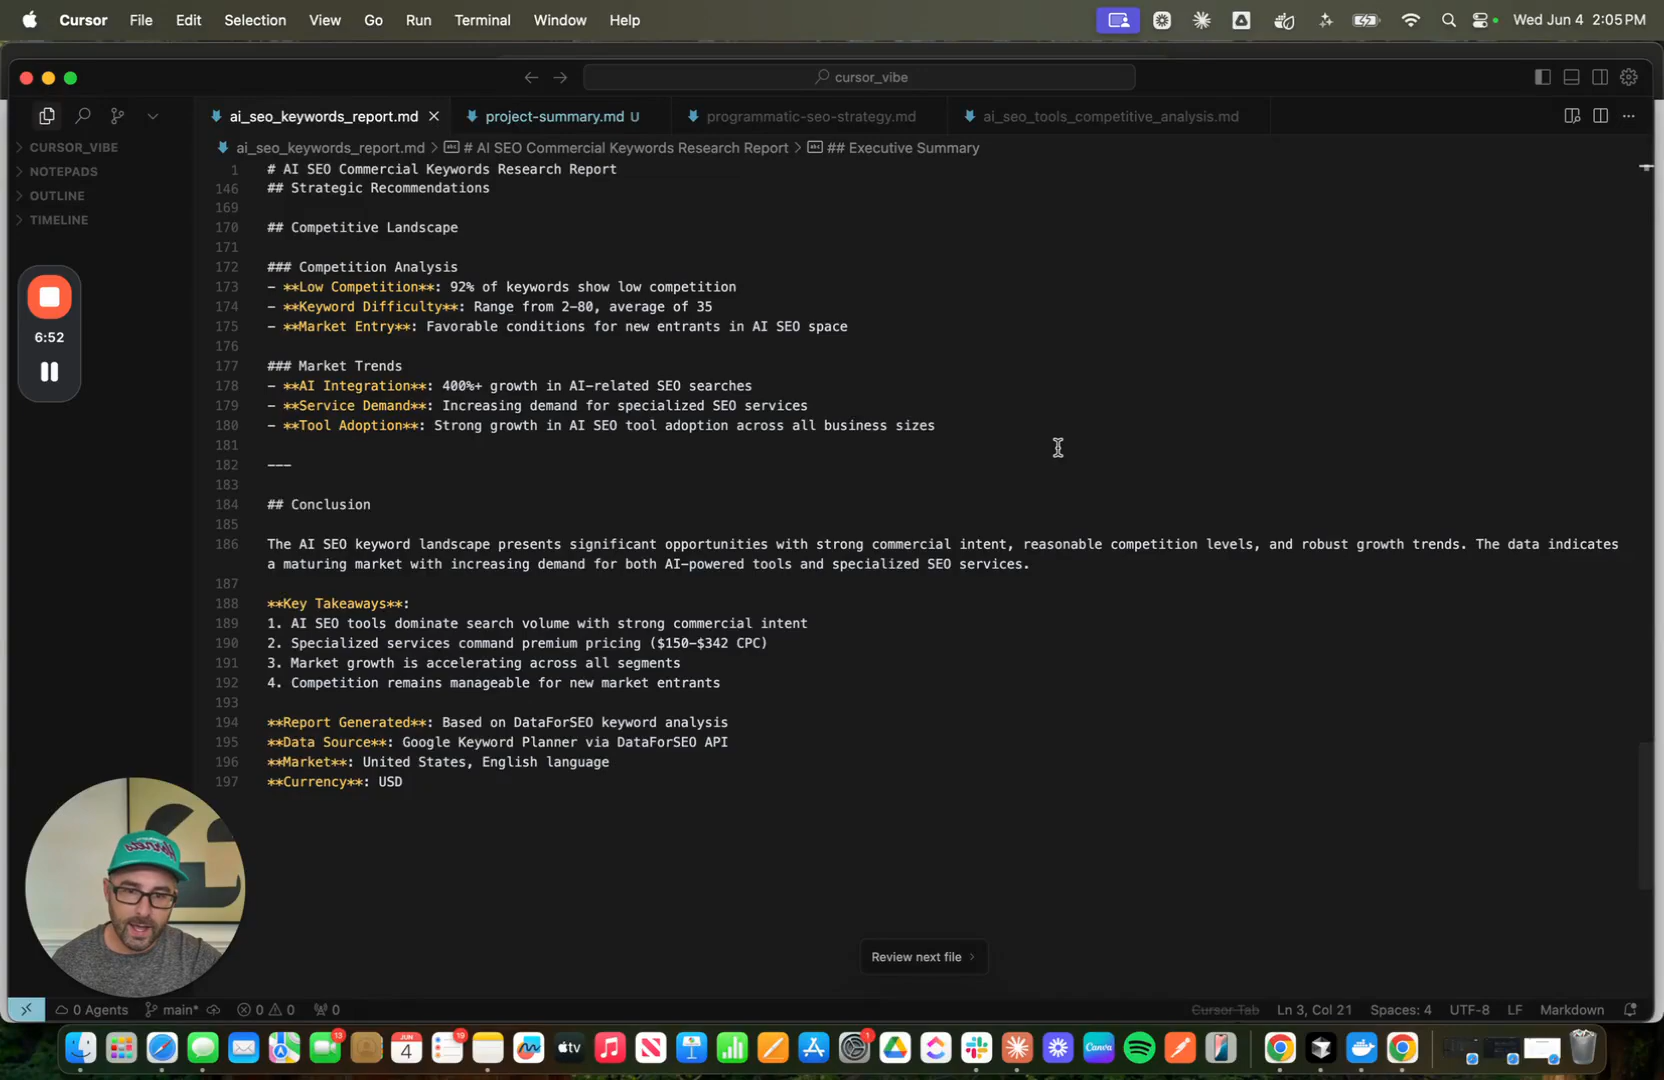 Cursor File Edit Selection View Go Run Terminal Window Help Wed Jun 4 2:05 PM
cursor_vibe
ai_seo_keywords_report.md project-summary.md U programmatic-seo-strategy.md ai_seo_tools_competitive_analysis.md
ai_seo_keywords_report.md > # AI SEO Commercial Keywords Research Report > ## Executive Summary
CURSOR_VIBE
NOTEPADS
OUTLINE
TIMELINE
6:52
1 # AI SEO Commercial Keywords Research Report
146 ## Strategic Recommendations
169
170 ## Competitive Landscape
171
172 ### Competition Analysis
173 - **Low Competition**: 92% of keywords show low competition
174 - **Keyword Difficulty**: Range from 2-80, average of 35
175 - **Market Entry**: Favorable conditions for new entrants in AI SEO space
176
177 ### Market Trends
178 - **AI Integration**: 400%+ growth in AI-related SEO searches
179 - **Service Demand**: Increasing demand for specialized SEO services
180 - **Tool Adoption**: Strong growth in AI SEO tool adoption across all business sizes
181
182 ---
183
184 ## Conclusion
185
186 The AI SEO keyword landscape presents significant opportunities with strong commercial intent, reasonable competition levels, and robust growth trends. The data indicates
a maturing market with increasing demand for both AI-powered tools and specialized SEO services.
187
188 **Key Takeaways**:
189 1. AI SEO tools dominate search volume with strong commercial intent
190 2. Specialized services command premium pricing ($150-$342 CPC)
191 3. Market growth is accelerating across all segments
192 4. Competition remains manageable for new market entrants
193
194 **Report Generated**: Based on DataForSEO keyword analysis
195 **Data Source**: Google Keyword Planner via DataForSEO API
196 **Market**: United States, English language
197 **Currency**: USD
Review next file >
0 Agents main* 0 0 0 Cursor Tab Ln 3, Col 21 Spaces: 4 UTF-8 LF Markdown
JUN
4
13
19
tv
1
Canva